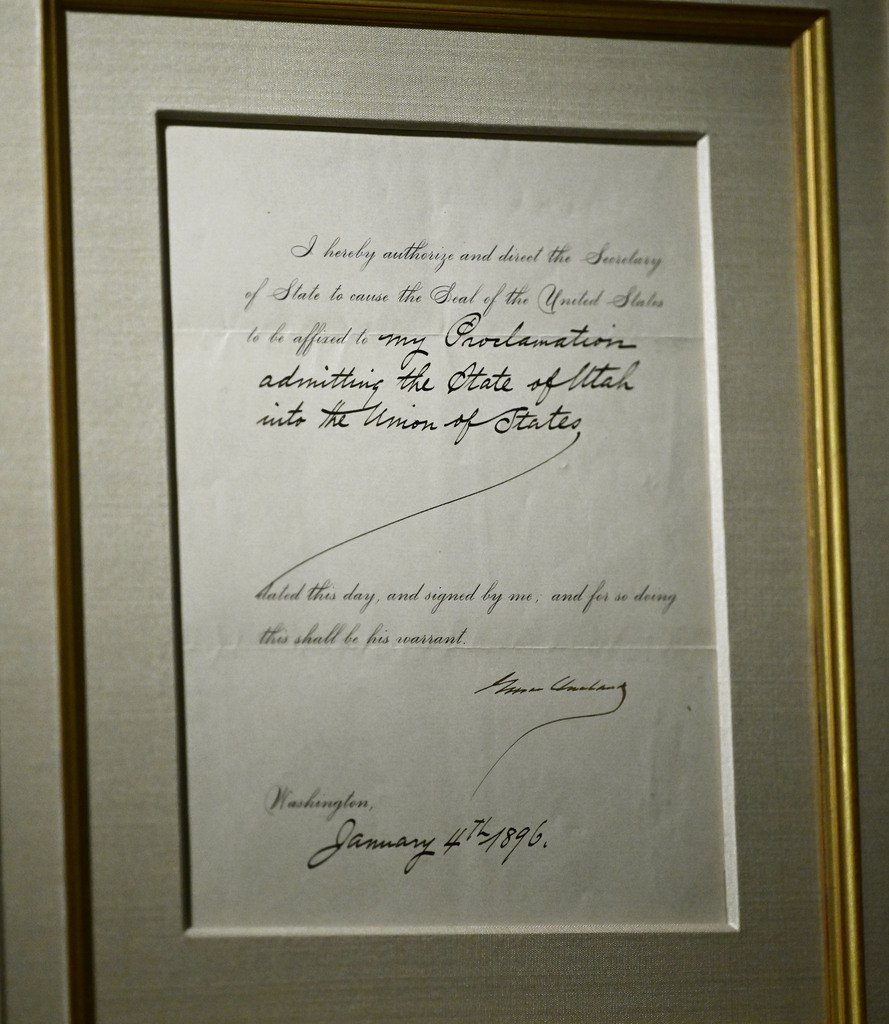 I hereby authorize and direct the Secretary
of State to cause the Seal of the United States
to be affixed to my Proclamation
admitting the State of Utah
into the Union of States
dated this day, and signed by me; and for so doing
this shall be his warrant.
Grover Cleveland
Washington,
January 4th 1896.